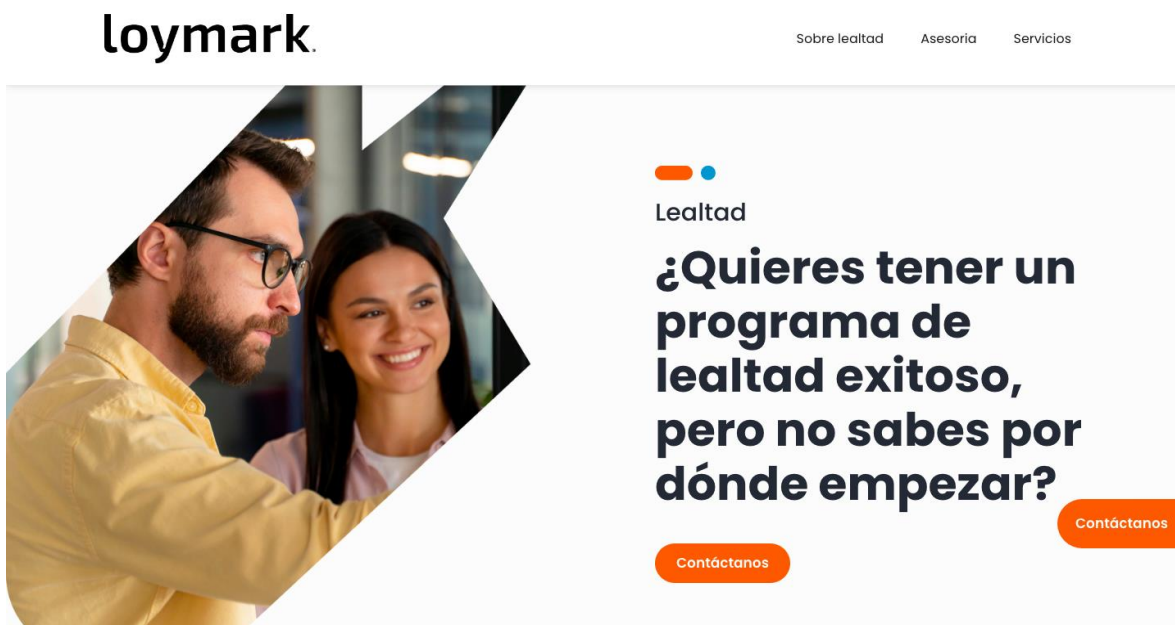 loymark.
Sobre lealtad
Asesoria
Servicios
Lealtad
¿Quieres tener un
programa de
lealtad exitoso,
pero no sabes por
dónde empezar?
Contáctanos
Contáctanos